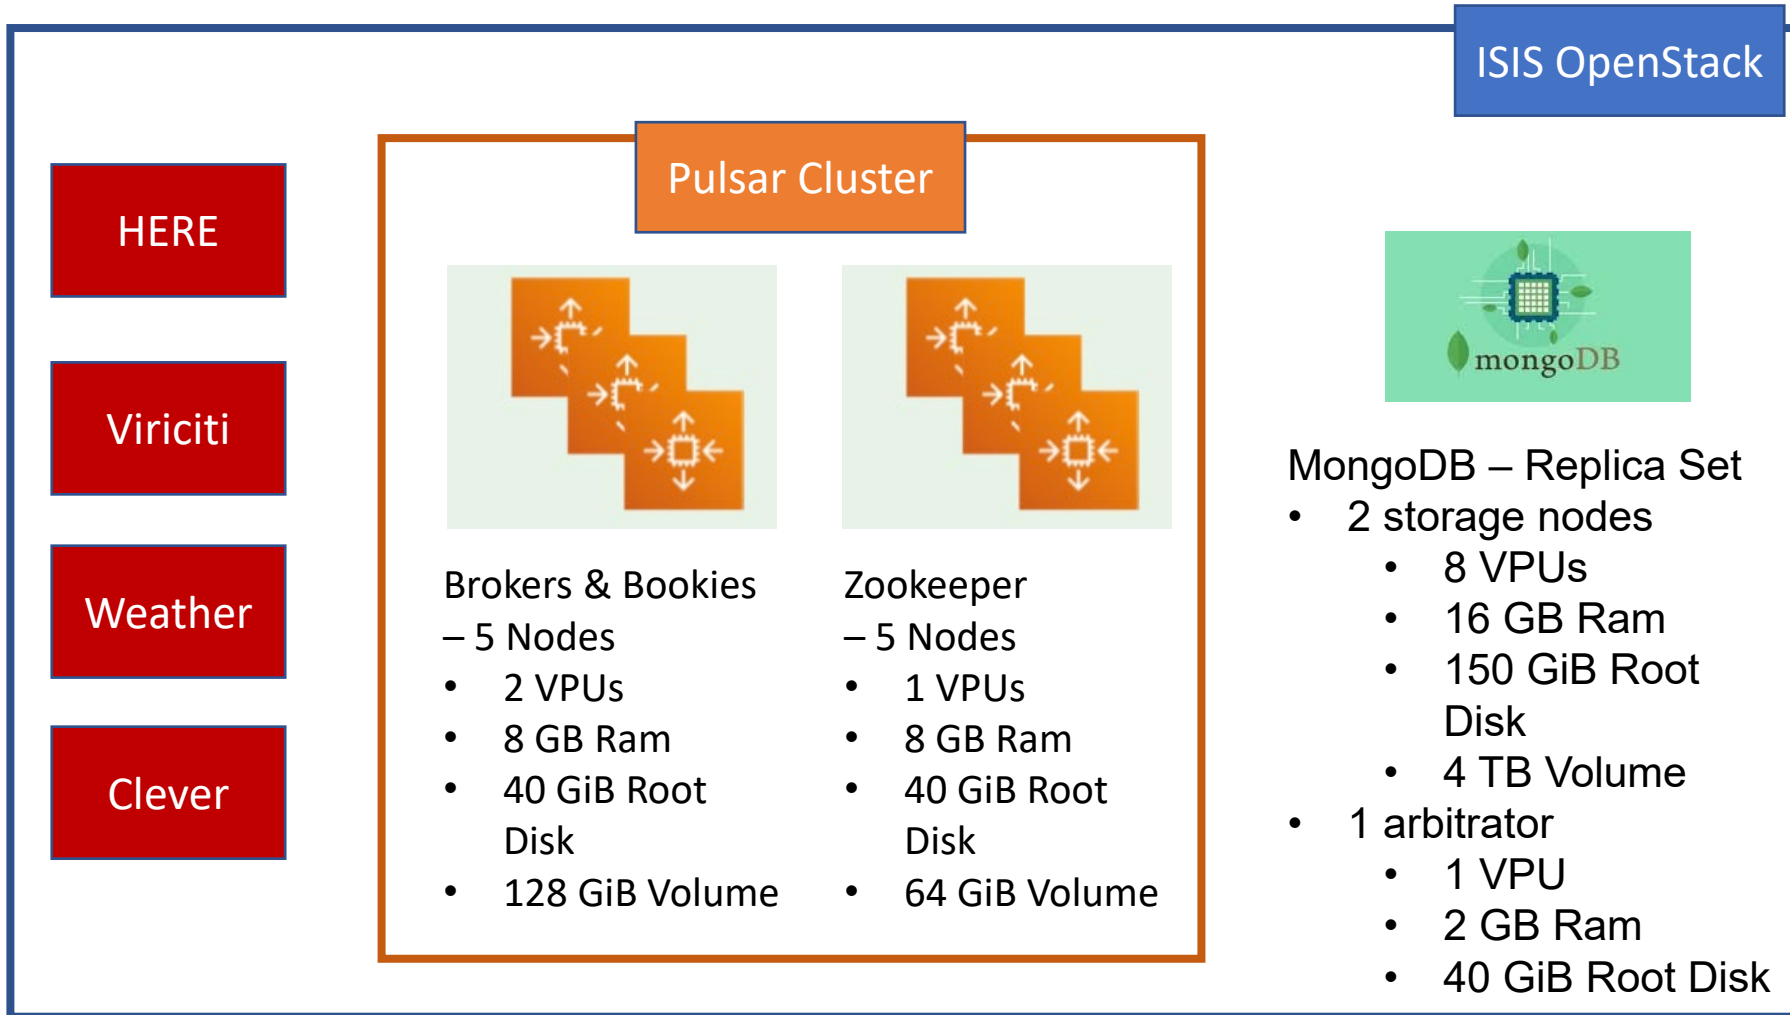 ISIS OpenStack
HERE
Viriciti
Weather
Clever
Pulsar Cluster
Brokers & Bookies
– 5 Nodes
• 2 VPUs
• 8 GB Ram
• 40 GiB Root
Disk
• 128 GiB Volume
Zookeeper
– 5 Nodes
• 1 VPUs
• 8 GB Ram
• 40 GiB Root
Disk
• 64 GiB Volume
mongoDB
MongoDB – Replica Set
• 2 storage nodes
• 8 VPUs
• 16 GB Ram
• 150 GiB Root
Disk
• 4 TB Volume
• 1 arbitrator
• 1 VPU
• 2 GB Ram
• 40 GiB Root Disk